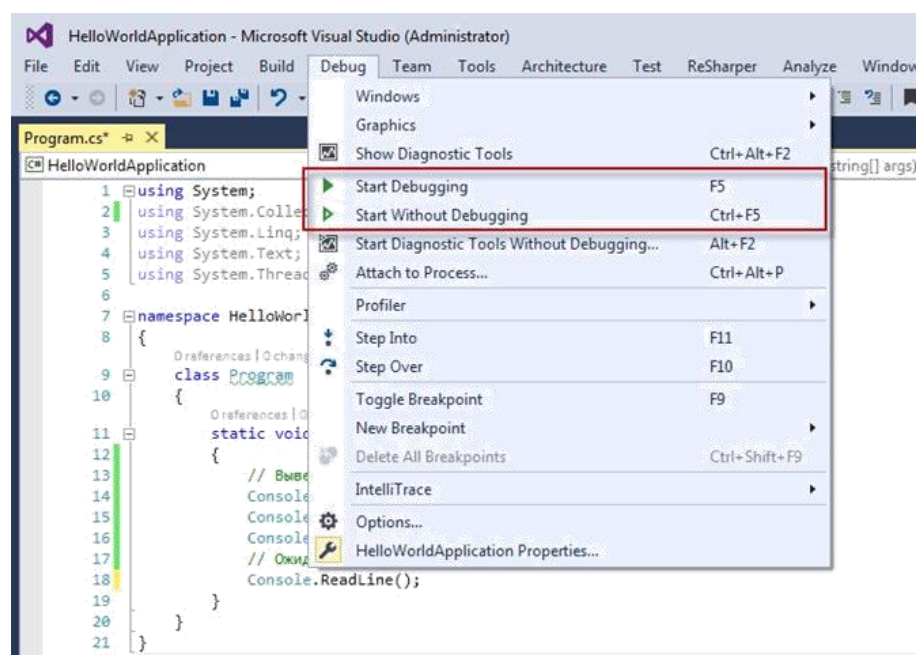 HelloWorldApplication - Microsoft Visual Studio (Administrator)
File Edit View Project Build Debug Team Tools Architecture Test ReSharper Analyze Window
Program.cs*
HelloWorldApplication
string[] args)
Windows
Graphics
Show Diagnostic Tools Ctrl+Alt+F2
Start Debugging F5
Start Without Debugging Ctrl+F5
Start Diagnostic Tools Without Debugging... Alt+F2
Attach to Process... Ctrl+Alt+P
Profiler
Step Into F11
Step Over F10
Toggle Breakpoint F9
New Breakpoint
Delete All Breakpoints Ctrl+Shift+F9
IntelliTrace
Options...
HelloWorldApplication Properties...
1 using System;
2 using System.Collec
3 using System.Linq;
4 using System.Text;
5 using System.Thread
6
7 namespace HelloWorl
8 {
0 references | 0 chang
9 class Program
10 {
0 references | 0
11 static void
12 {
13 // Выве
14 Console
15 Console
16 Console
17 // Ожид
18 Console.ReadLine();
19 }
20 }
21 }